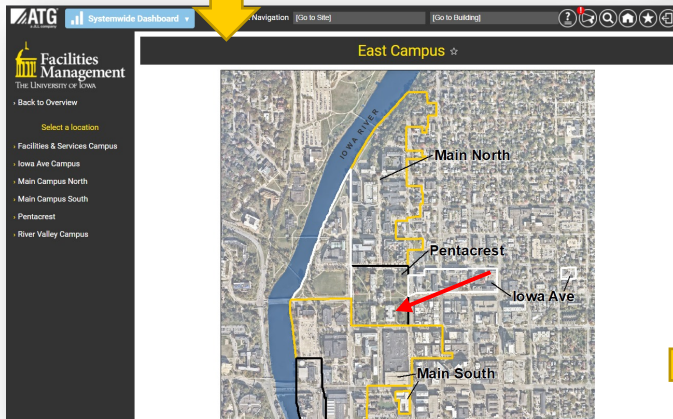 ATG
Systemwide Dashboard
Navigation
[Go to Site]
[Go to Building]
Facilities
Management
THE UNIVERSITY OF IOWA
Back to Overview
Select a location
Facilities & Services Campus
Iowa Ave Campus
Main Campus North
Main Campus South
Pentacrest
River Valley Campus
East Campus
IOWA RIVER
Main North
Pentacrest
Iowa Ave
Main South